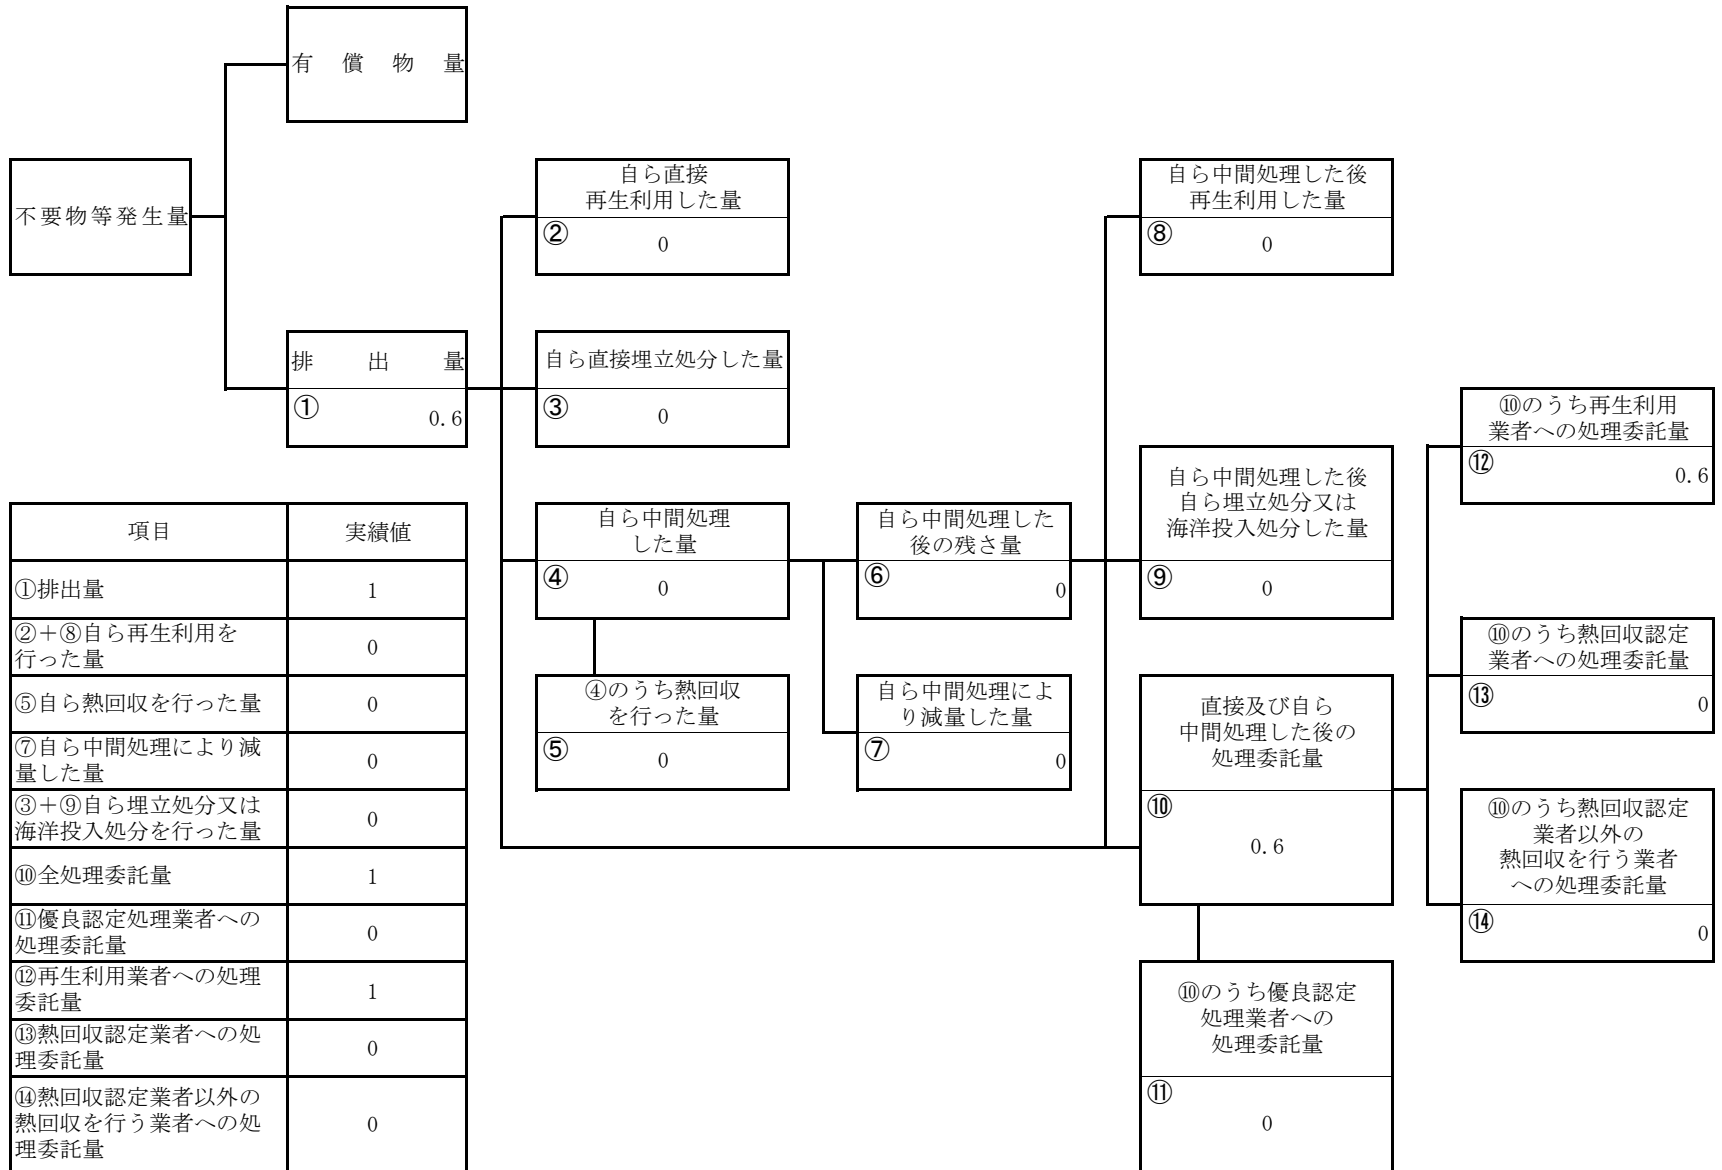 有償物量
不要物等発生量
排出量
①
0.6
自ら直接
再生利用した量
②
0
自ら直接埋立処分した量
③
0
自ら中間処理
した量
④
0
④のうち熱回収
を行った量
⑤
0
自ら中間処理した
後の残さ量
⑥
0
自ら中間処理によ
り減量した量
⑦
0
自ら中間処理した後
再生利用した量
⑧
0
自ら中間処理した後
自ら埋立処分又は
海洋投入処分した量
⑨
0
直接及び自ら
中間処理した後の
処理委託量
⑩
0.6
⑩のうち優良認定
処理業者への
処理委託量
⑪
0
⑩のうち再生利用
業者への処理委託量
⑫
0.6
⑩のうち熱回収認定
業者への処理委託量
⑬
0
⑩のうち熱回収認定
業者以外の
熱回収を行う業者
への処理委託量
⑭
0
項目 実績値
①排出量 1
②＋⑧自ら再生利用を
行った量 0
⑤自ら熱回収を行った量 0
⑦自ら中間処理により減
量した量 0
③＋⑨自ら埋立処分又は
海洋投入処分を行った量 0
⑩全処理委託量 1
⑪優良認定処理業者への
処理委託量 0
⑫再生利用業者への処理
委託量 1
⑬熱回収認定業者への処
理委託量 0
⑭熱回収認定業者以外の
熱回収を行う業者への処
理委託量 0